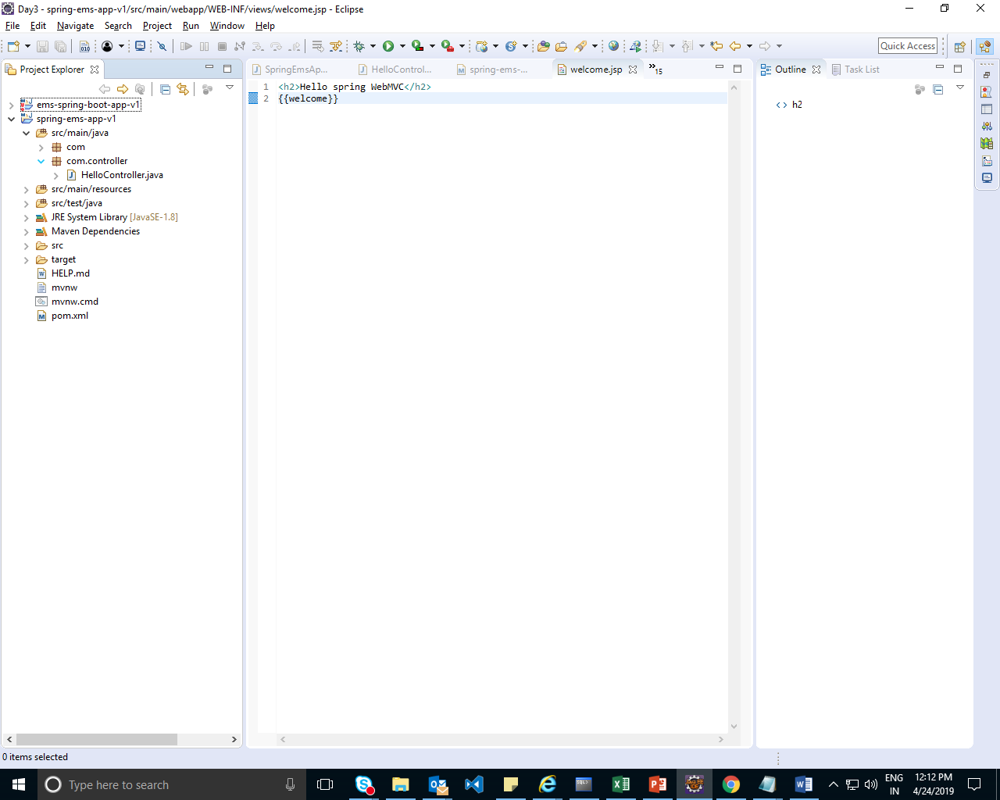 Day3 - spring-ems-app-v1/src/main/webapp/WEB-INF/views/welcome.jsp - Eclipse
File Edit Navigate Search Project Run Window Help
Quick Access
Project Explorer
SpringEmsAp... HelloControl... spring-ems-... welcome.jsp »15
Outline Task List
ems-spring-boot-app-v1
spring-ems-app-v1
src/main/java
com
com.controller
HelloController.java
src/main/resources
src/test/java
JRE System Library [JavaSE-1.8]
Maven Dependencies
src
target
HELP.md
mvnw
mvnw.cmd
pom.xml
1 <h2>Hello spring WebMVC</h2>
2 {{welcome}}
<> h2
0 items selected
Type here to search
ENG
IN
12:12 PM
4/24/2019